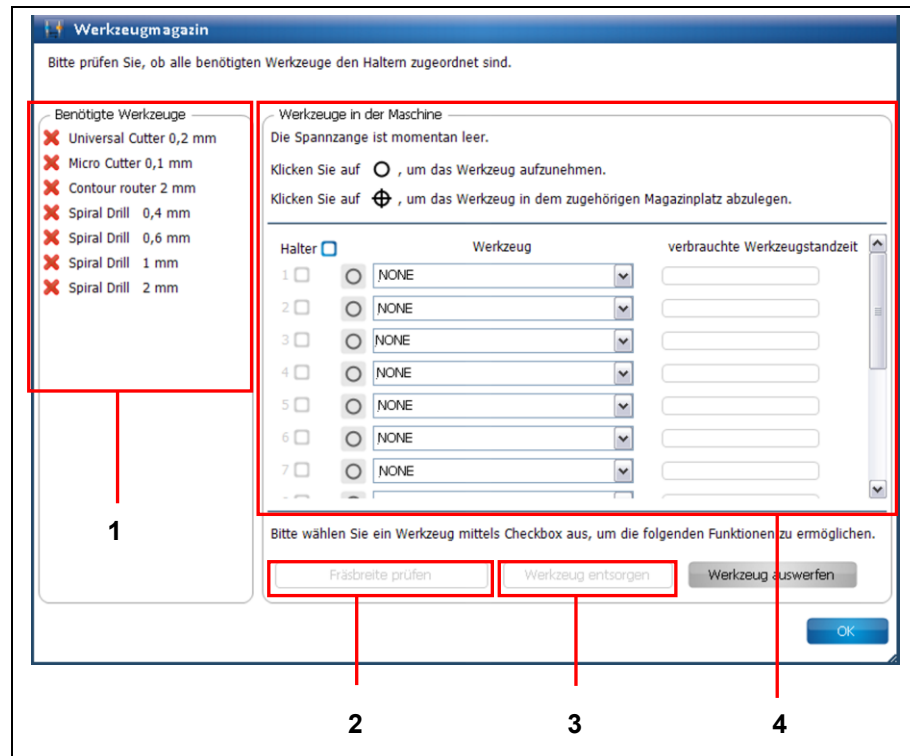 Werkzeugmagazin
Bitte prüfen Sie, ob alle benötigten Werkzeuge den Haltern zugeordnet sind.
Benötigte Werkzeuge
Universal Cutter 0,2 mm
Micro Cutter 0,1 mm
Contour router 2 mm
Spiral Drill 0,4 mm
Spiral Drill 0,6 mm
Spiral Drill 1 mm
Spiral Drill 2 mm
Werkzeuge in der Maschine
Die Spannzange ist momentan leer.
Klicken Sie auf , um das Werkzeug aufzunehmen.
Klicken Sie auf , um das Werkzeug in dem zugehörigen Magazinplatz abzulegen.
Halter Werkzeug verbrauchte Werkzeugstandzeit
1 NONE
2 NONE
3 NONE
4 NONE
5 NONE
6 NONE
7 NONE
Bitte wählen Sie ein Werkzeug mittels Checkbox aus, um die folgenden Funktionen zu ermöglichen.
Fräsbreite prüfen Werkzeug entsorgen Werkzeug auswerfen
OK
1
2 3 4